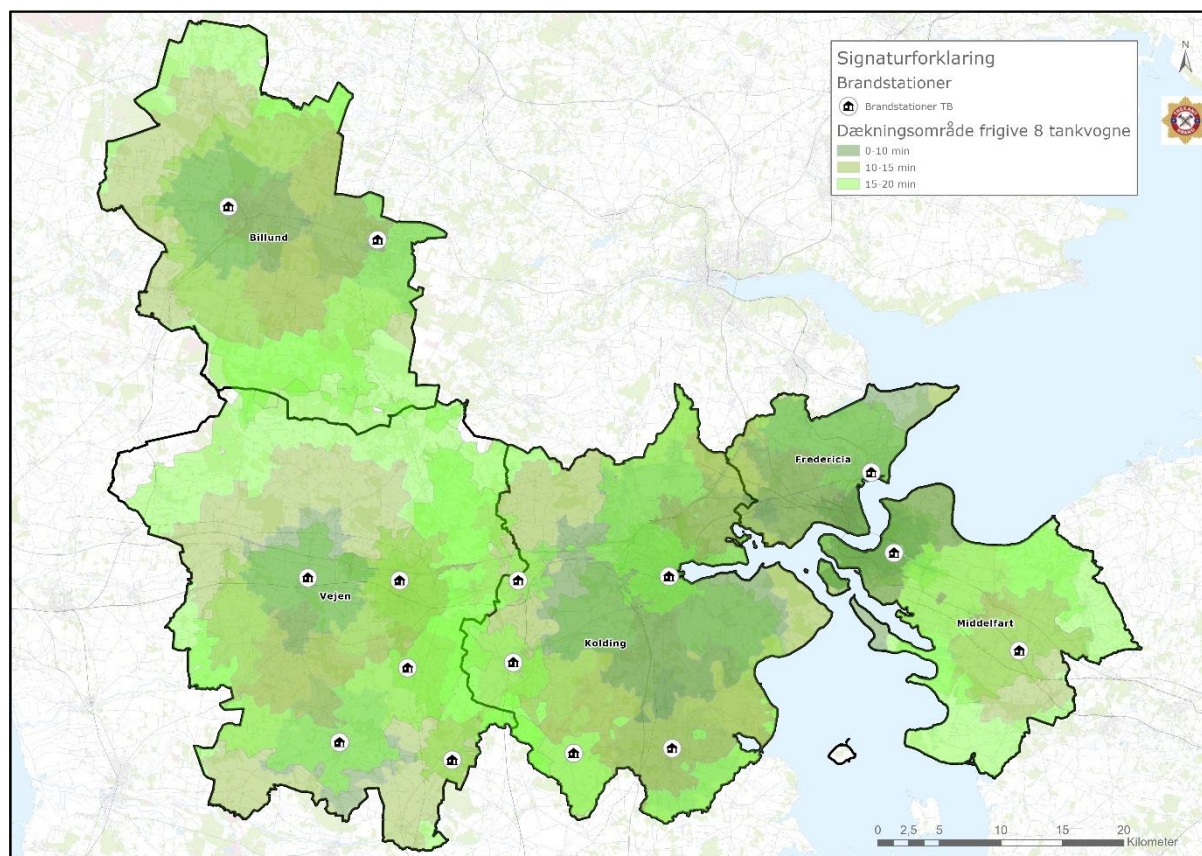 Signaturforklaring
Brandstationer
Brandstationer TB
Dækningsområde frigive 8 tankvogne
0-10 min
10-15 min
15-20 min
N
Billund
Fredericia
Vejen
Kolding
Middelfart
0 2,5 5 10 15 20
Kilometer